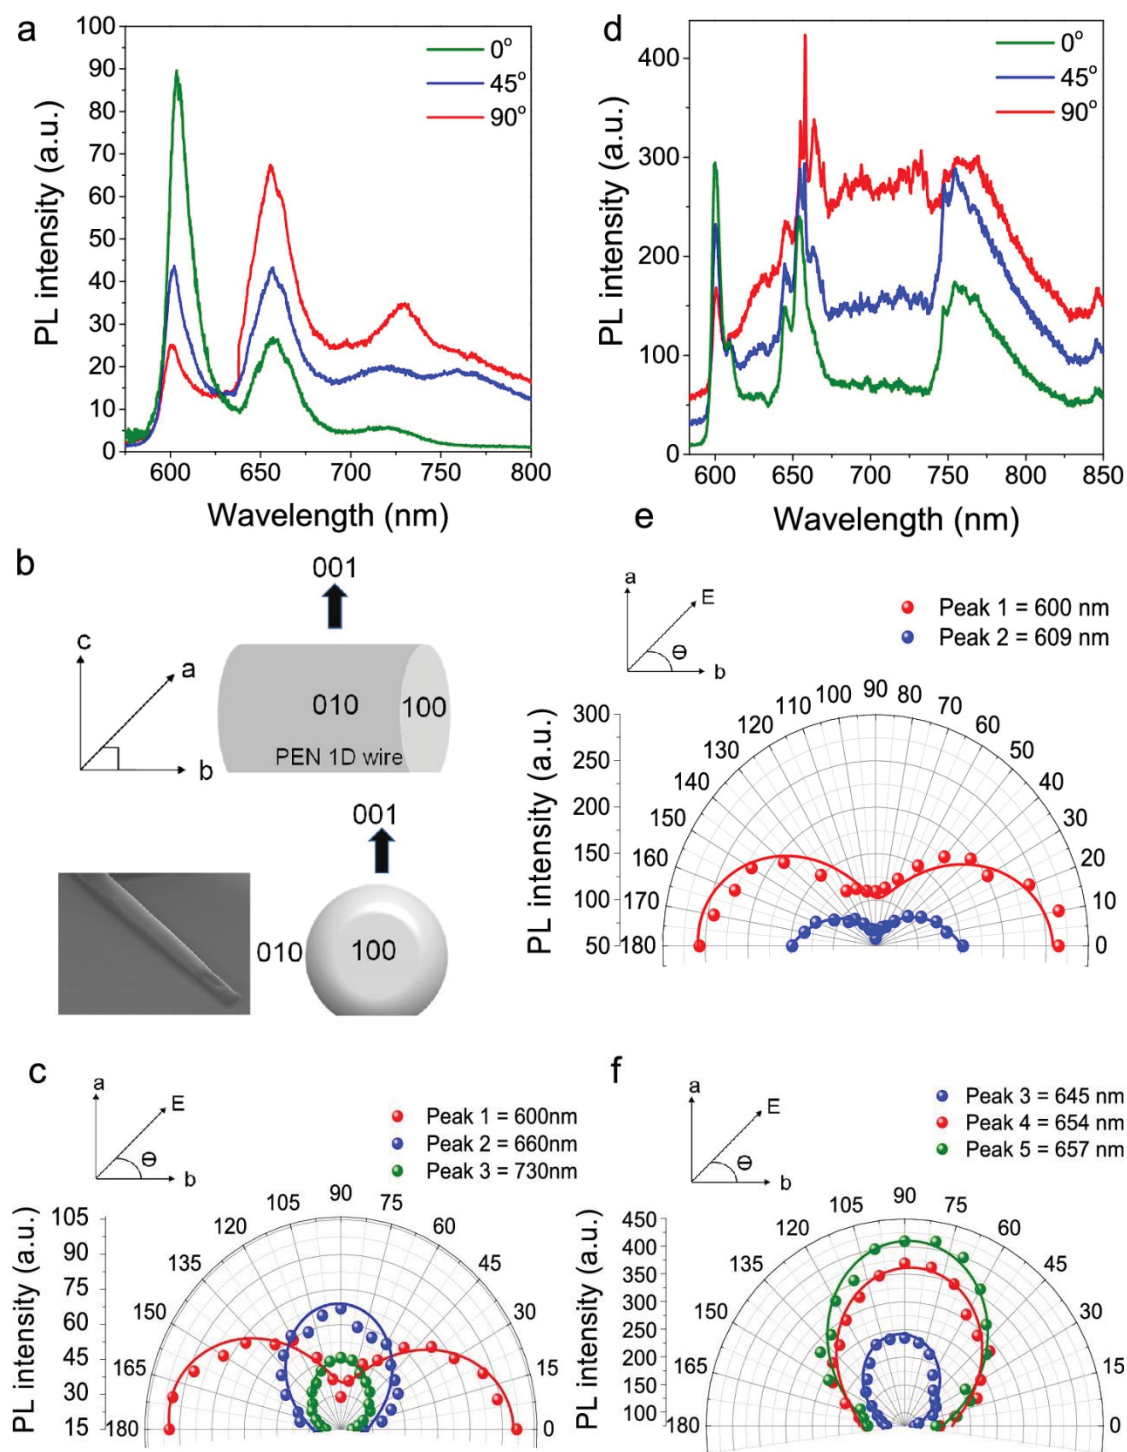 a
100
90
80
70
60
50
40
30
20
10
0
PL intensity (a.u.)
0°
45°
90°
600 650 700 750 800
Wavelength (nm)
d
400
300
200
100
0
PL intensity (a.u.)
0°
45°
90°
600 650 700 750 800 850
Wavelength (nm)
b
001
c
a
b
010
100
PEN 1D wire
001
010
100
e
a
E
Θ
b
Peak 1 = 600 nm
Peak 2 = 609 nm
300
250
200
150
100
50
PL intensity (a.u.)
180 170 160 150 140 130 120 110 100 90 80 70 60 50 40 30 20 10 0
c
a
E
Θ
b
Peak 1 = 600nm
Peak 2 = 660nm
Peak 3 = 730nm
105
90
75
60
45
30
15
PL intensity (a.u.)
180 165 150 135 120 105 90 75 60 45 30 15 0
f
a
E
Θ
b
Peak 3 = 645 nm
Peak 4 = 654 nm
Peak 5 = 657 nm
450
400
350
300
250
200
150
100
PL intensity (a.u.)
180 165 150 135 120 105 90 75 60 45 30 15 0